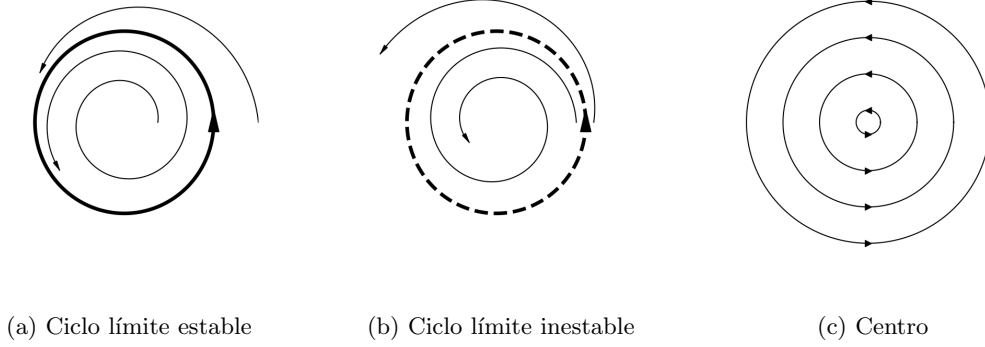 (a) Ciclo límite estable
(b) Ciclo límite inestable
(c) Centro